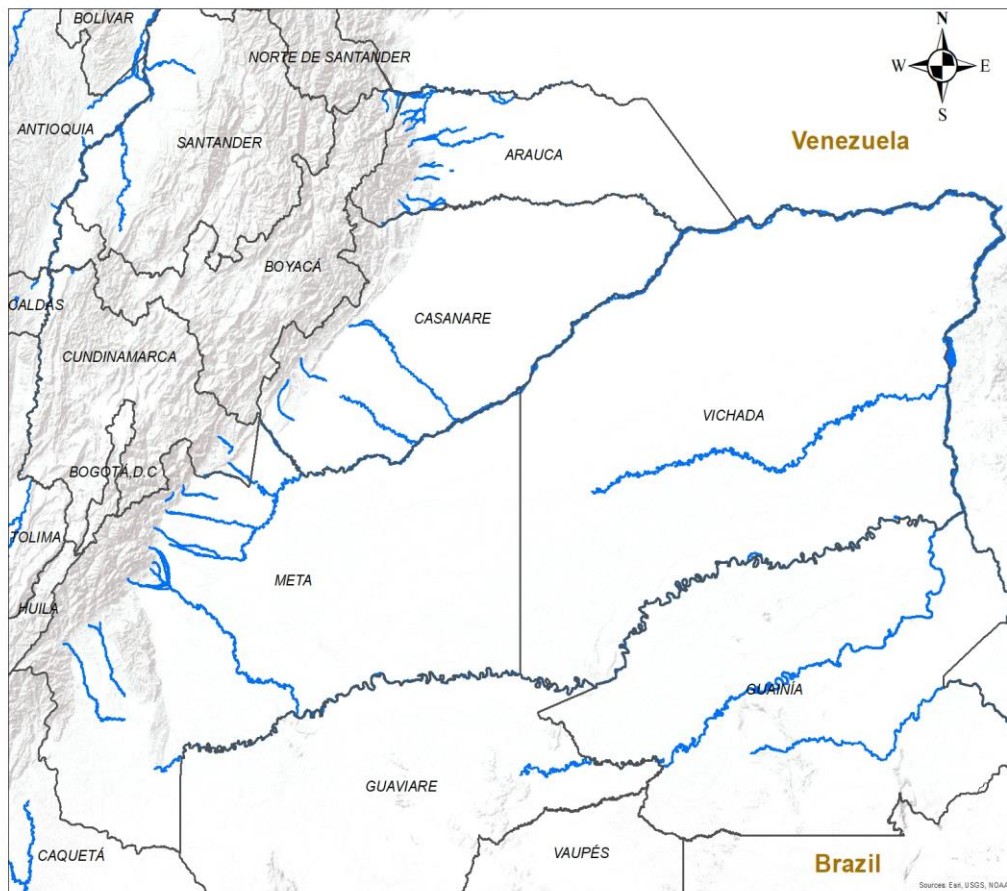 BOLÍVAR
NORTE DE SANTANDER
N
W
E
S
ANTIOQUIA
SANTANDER
ARAUCA
Venezuela
BOYACÁ
CALDAS
CASANARE
CUNDINAMARCA
VICHADA
BOGOTÁ D.C
TOLIMA
META
HUILA
GUAINÍA
GUAVIARE
CAQUETÁ
VAUPÉS
Brazil
Sources: Esri, USGS, NOAA